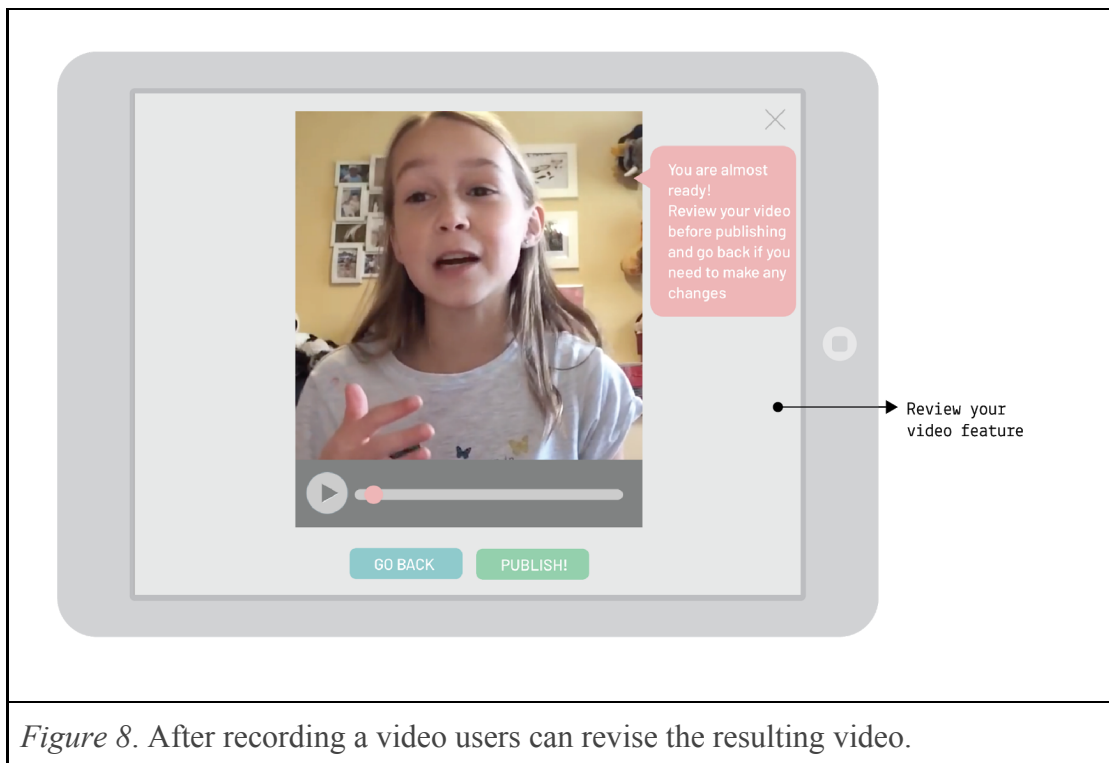 You are almost
ready!
Review your video
before publishing
and go back if you
need to make any
changes
Review your
video feature
GO BACK
PUBLISH!
Figure 8. After recording a video users can revise the resulting video.